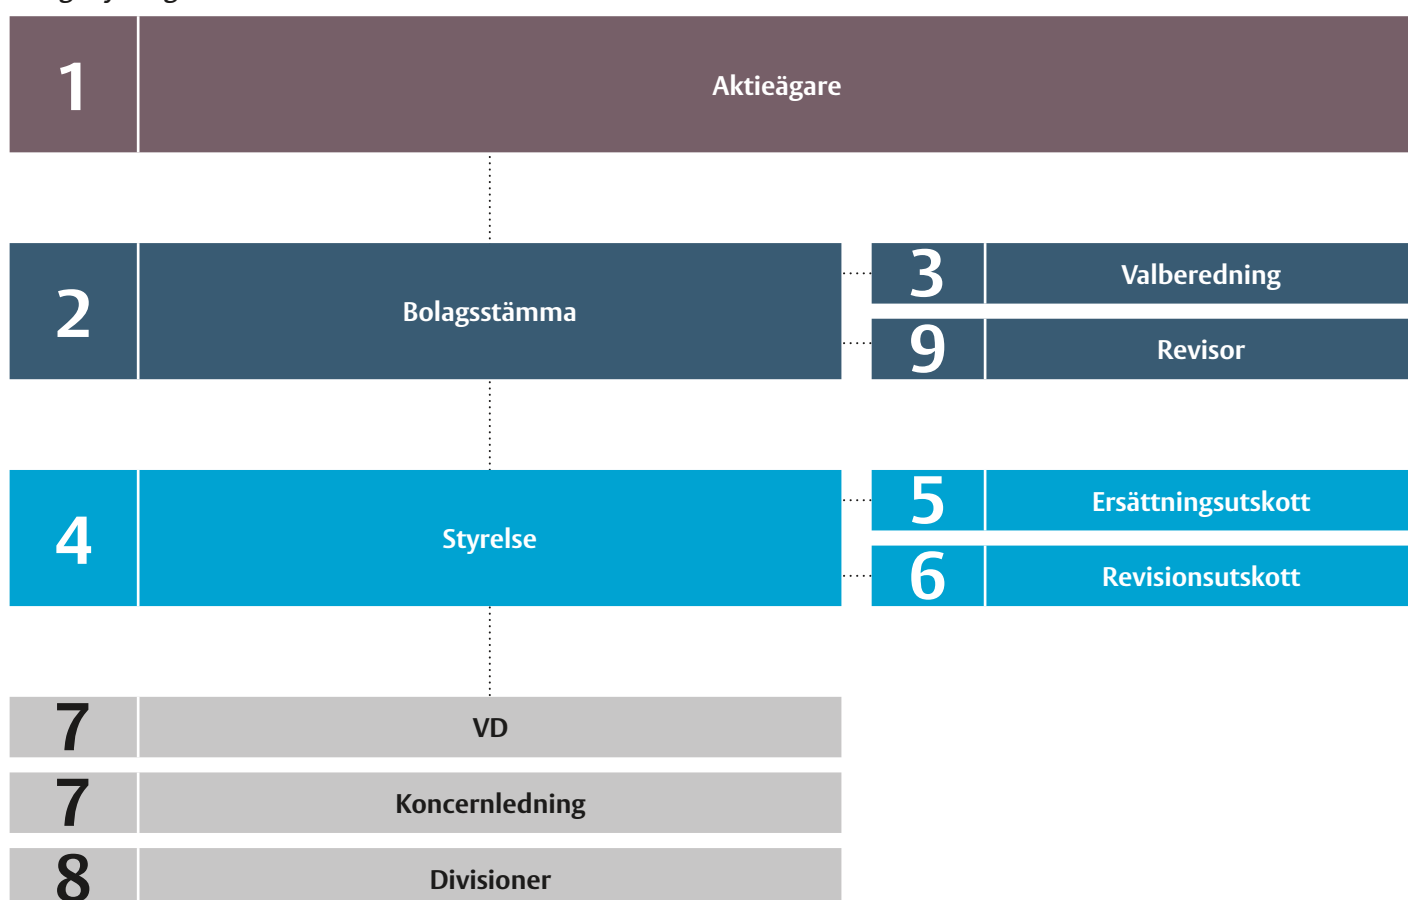 1
Aktieägare
2
Bolagsstämma
3
Valberedning
9
Revisor
4
Styrelse
5
Ersättningsutskott
6
Revisionsutskott
7
VD
7
Koncernledning
8
Divisioner